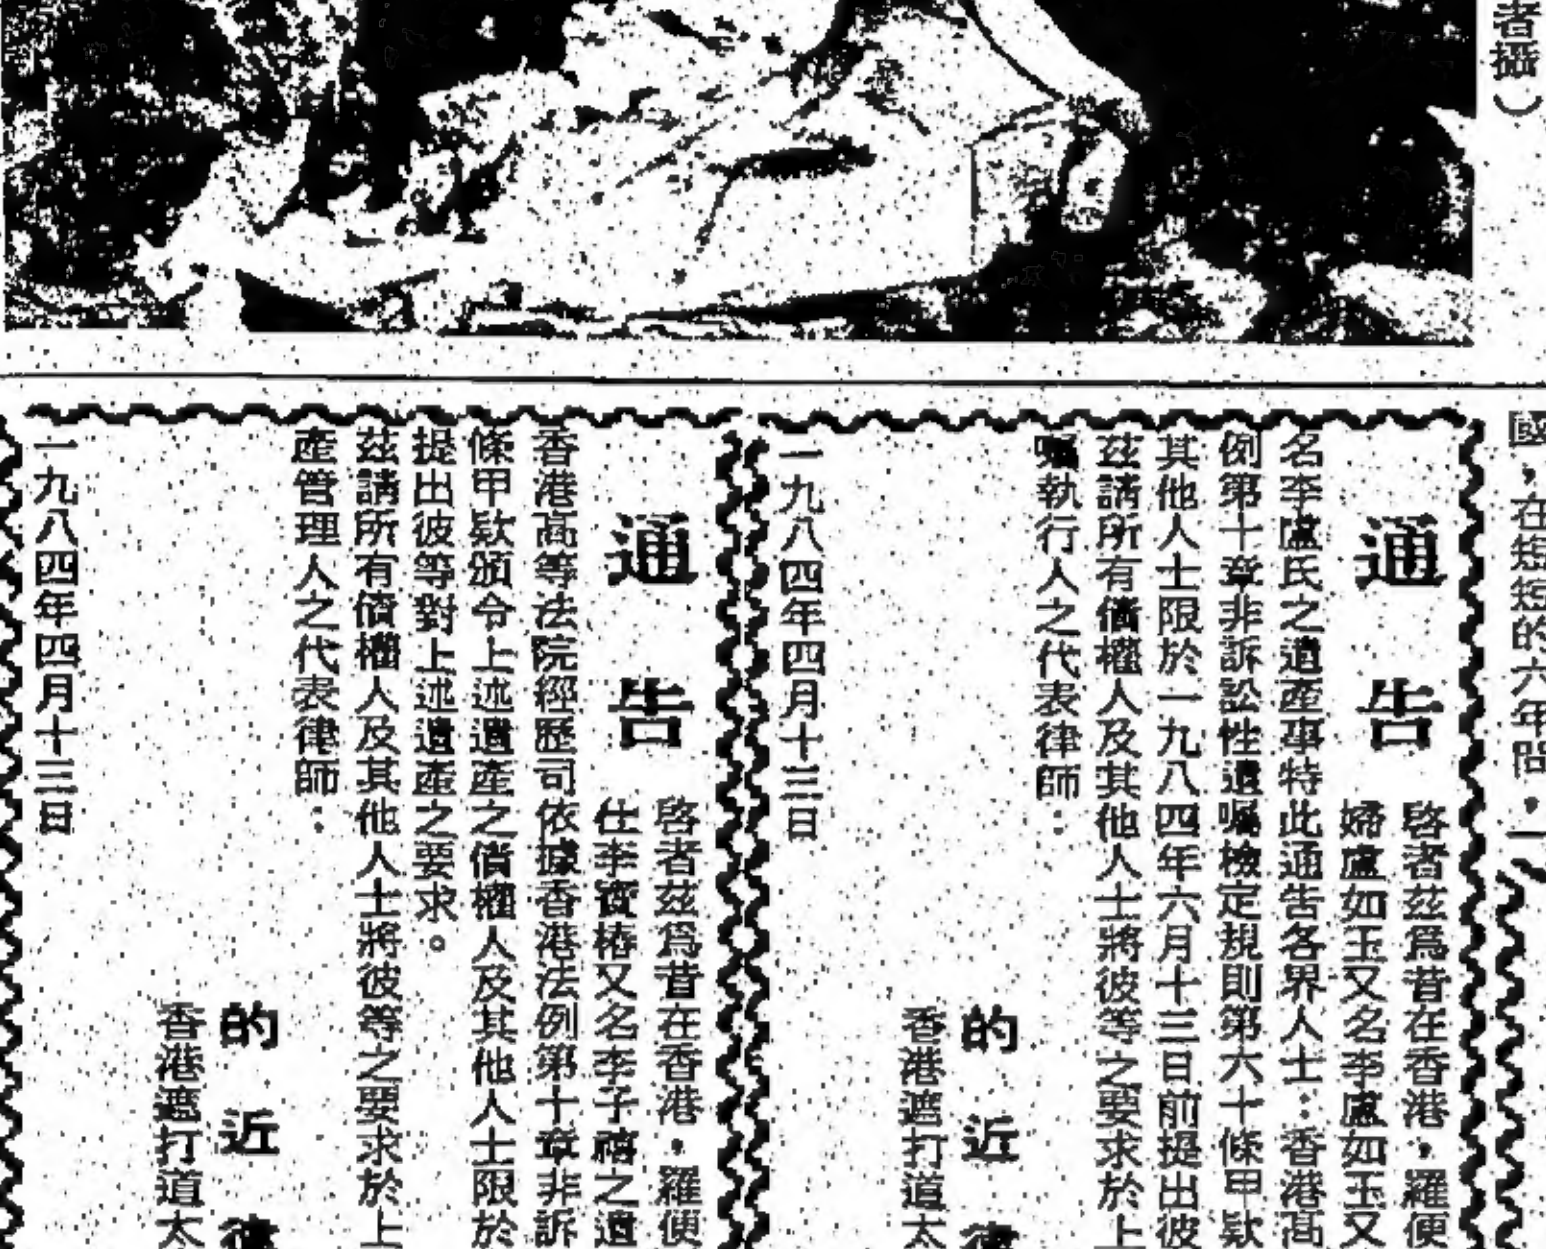 者攝）
國，在短短的六年間，一
通告
啓者茲爲昔在香港，羅便
婦盧如玉又名李盧如玉又
名李盧氏之遺產事特此通告各界人士：香港高
例第十章非訴訟性遺囑檢定規則第六十條甲欵
其他人士限於一九八四年六月十三日前提出彼
茲請所有債權人及其他人士將彼等之要求於上
囑執行人之代表律師：
的近律
香港遮打道太
一九八四年四月十三日
通告
啓者茲爲昔在香港，羅便
仕李寶椿又名李子禧之遺
香港高等法院經歷司依據香港法例第十章非訴
條甲欵頒令上述遺產之債權人及其他人士限於
提出彼等對上述遺產之要求。
茲請所有債權人及其他人士將彼等之要求於上
產管理人之代表律師：
的近律
香港遮打道太
一九八四年四月十三日